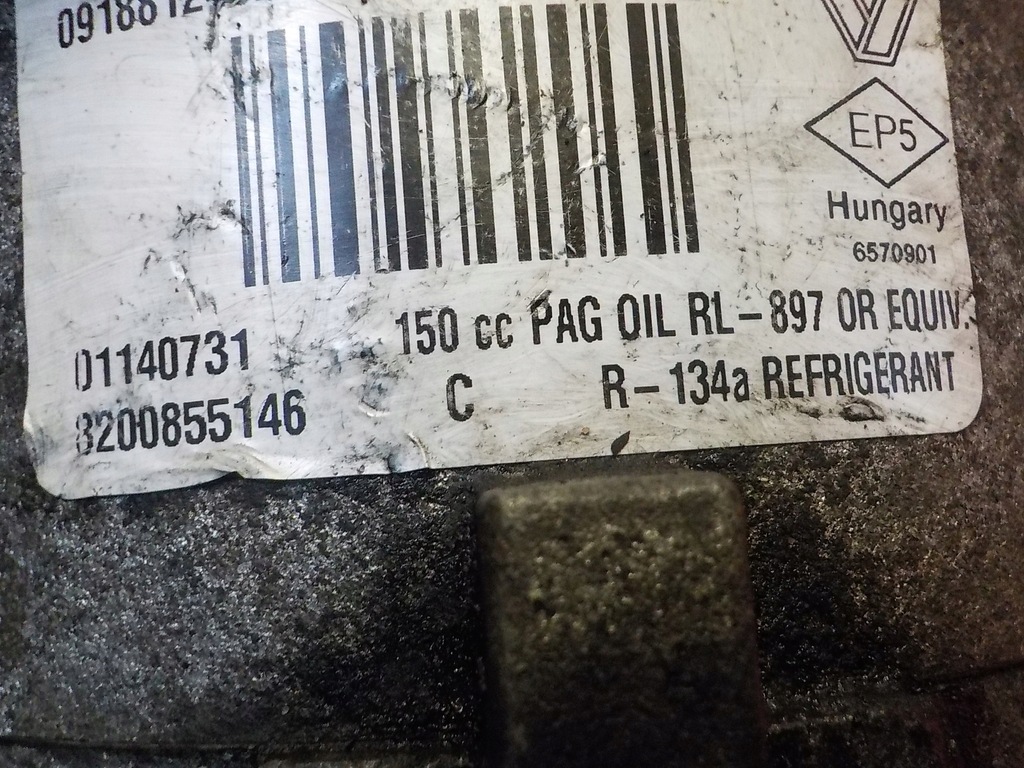 EP5
Hungary
6570901
01140731
150 cc PAG OIL RL-897 OR EQUIV.
8200855146
C
R-134a REFRIGERANT